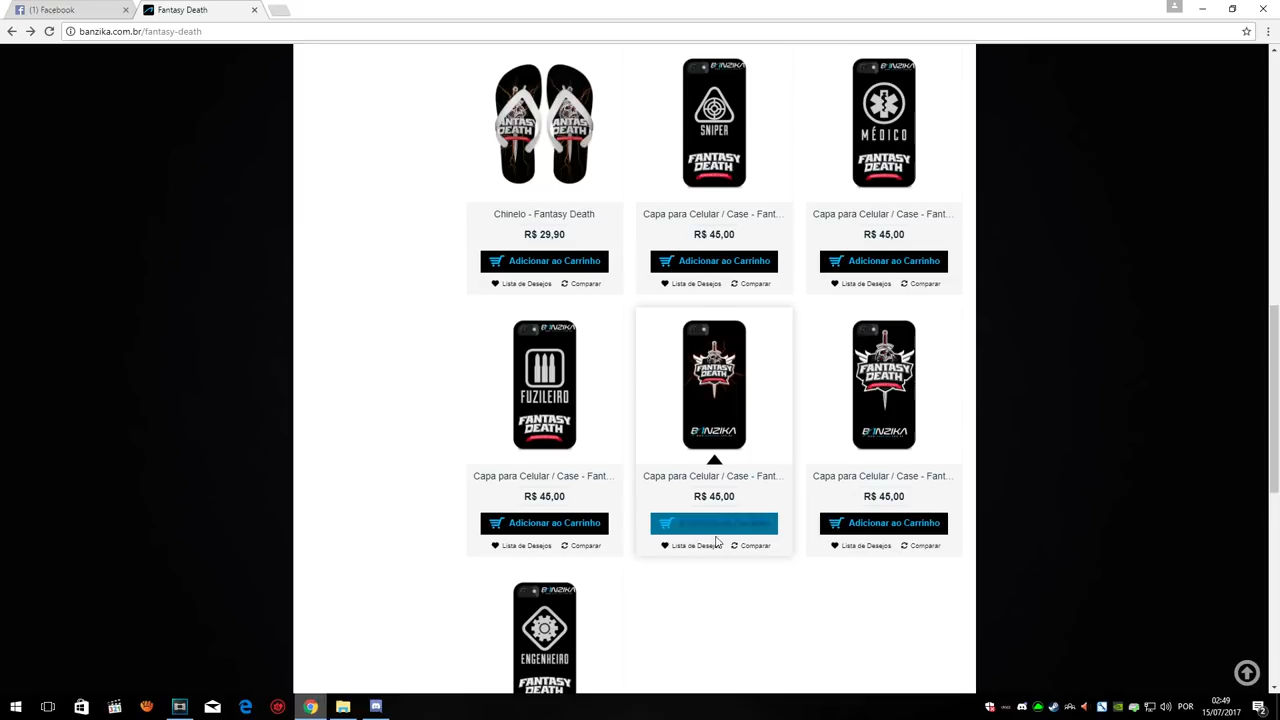 (1) Facebook
Fantasy Death
banzika.com.br/fantasy-death
FANTASY DEATH
BANZIKA
SNIPER
FANTASY DEATH
BANZIKA
MÉDICO
FANTASY DEATH
Chinelo - Fantasy Death
Capa para Celular / Case - Fant...
Capa para Celular / Case - Fant...
R$ 29,90
R$ 45,00
R$ 45,00
Adicionar ao Carrinho
Adicionar ao Carrinho
Adicionar ao Carrinho
Lista de Desejos Comparar
Lista de Desejos Comparar
Lista de Desejos Comparar
BANZIKA
FUZILEIRO
FANTASY DEATH
FANTASY DEATH
BANZIKA
FANTASY DEATH
BANZIKA
Capa para Celular / Case - Fant...
Capa para Celular / Case - Fant...
Capa para Celular / Case - Fant...
R$ 45,00
R$ 45,00
R$ 45,00
Adicionar ao Carrinho
Adicionar ao Carrinho
Lista de Desejos Comparar
Lista de Desejos Comparar
Lista de Desejos Comparar
BANZIKA
ENGENHEIRO
FANTASY
POR
02:49
15/07/2017
2